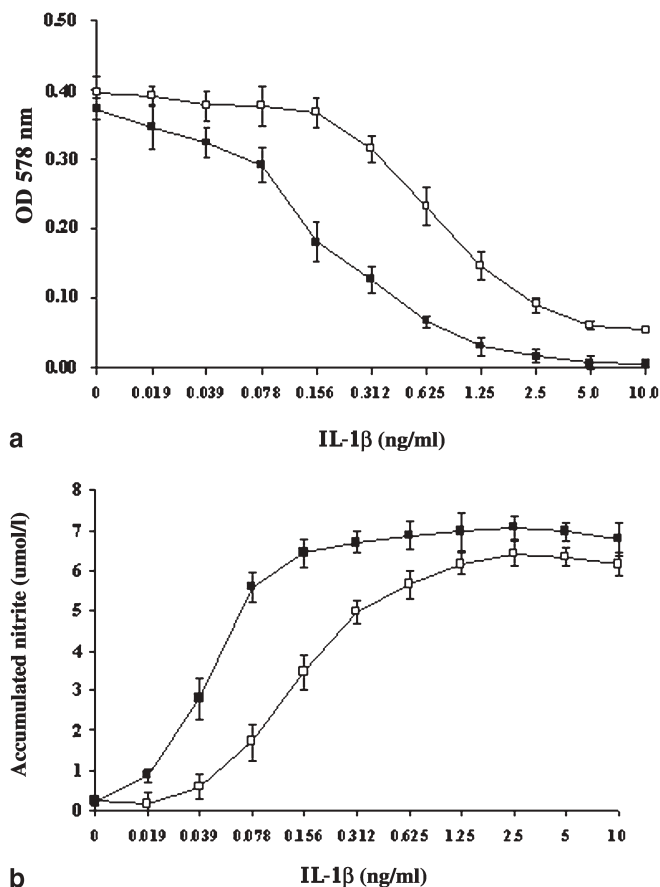 0.50
0.40
0.30
0.20
0.10
0.00
OD 578 nm
0 0.019 0.039 0.078 0.156 0.312 0.625 1.25 2.5 5.0 10.0
IL-1β (ng/ml)
a
8
7
6
5
4
3
2
1
0
Accumulated nitrite (umol/l)
0 0.019 0.039 0.078 0.156 0.312 0.625 1.25 2.5 5 10
IL-1β (ng/ml)
b